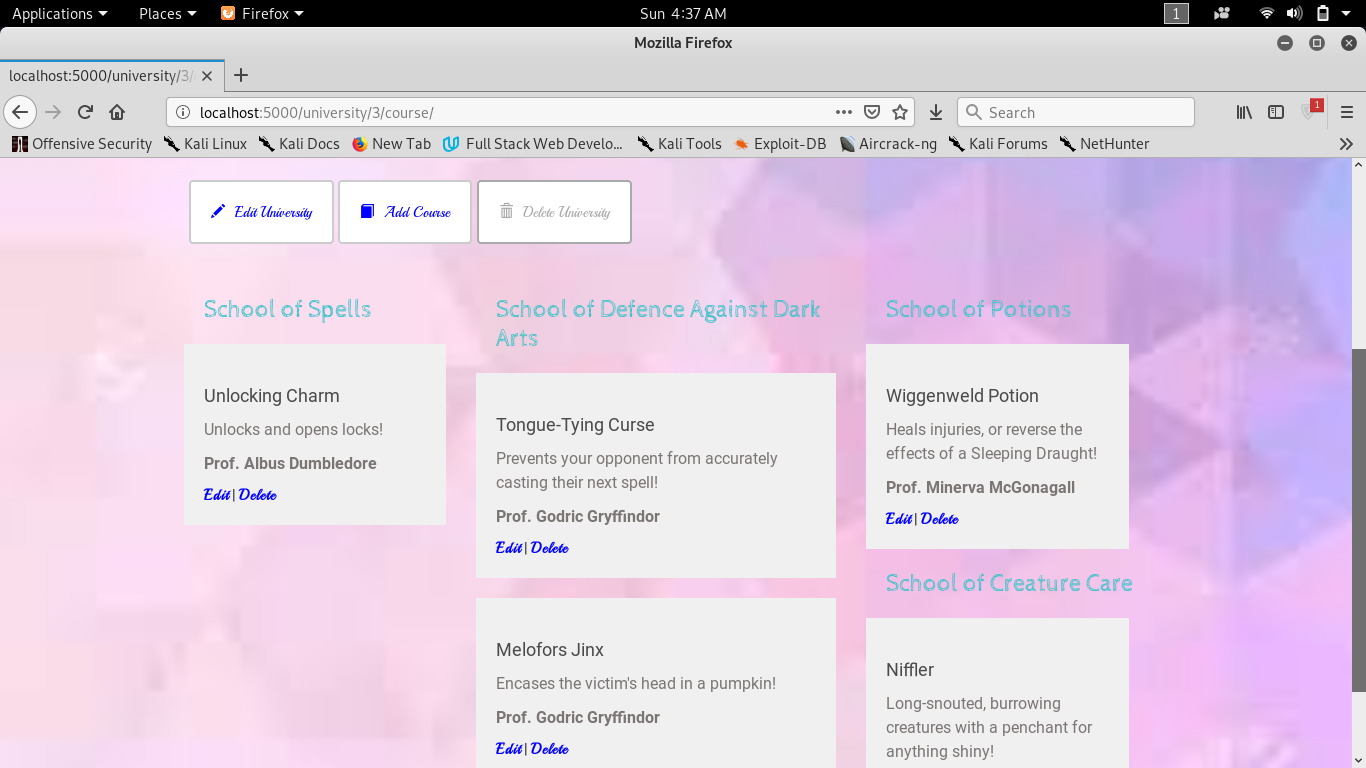 Applications Places Firefox Sun 4:37 AM 1
Mozilla Firefox
localhost:5000/university/3/
localhost:5000/university/3/course/ Search 1
Offensive Security Kali Linux Kali Docs New Tab Full Stack Web Develo... Kali Tools Exploit-DB Aircrack-ng Kali Forums NetHunter
Edit University Add Course Delete University
School of Spells
Unlocking Charm
Unlocks and opens locks!
Prof. Albus Dumbledore
Edit | Delete
School of Defence Against Dark
Arts
Tongue-Tying Curse
Prevents your opponent from accurately
casting their next spell!
Prof. Godric Gryffindor
Edit | Delete
Melofors Jinx
Encases the victim's head in a pumpkin!
Prof. Godric Gryffindor
Edit | Delete
School of Potions
Wiggenweld Potion
Heals injuries, or reverse the
effects of a Sleeping Draught!
Prof. Minerva McGonagall
Edit | Delete
School of Creature Care
Niffler
Long-snouted, burrowing
creatures with a penchant for
anything shiny!